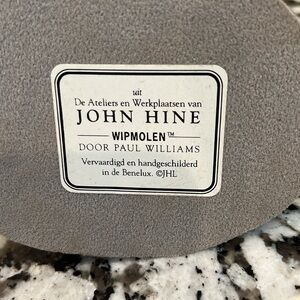 uit
De Ateliers en Werkplaatsen van
JOHN HINE
WIPMOLEN™
DOOR PAUL WILLIAMS
Vervaardigd en handgeschilderd
in de Benelux. ©JHL